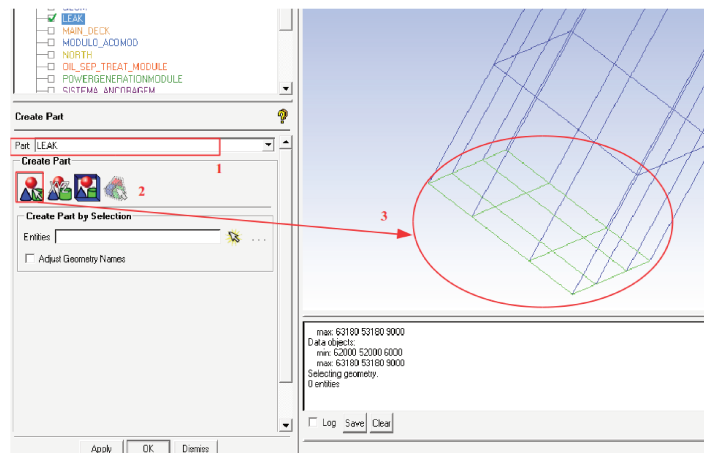 LEAK
MAIN_DECK
MODULO_ACOMOD
NORTH
OIL_SEP_TREAT_MODULE
POWERGENERATIONMODULE
SISTEMA_ANCORAGEM
Create Part
Part LEAK
1
Create Part
2
3
Create Part by Selection
Entities
...
Adjust Geometry Names
max: 63180 53180 9000
Data objects:
min: 62000 52000 6000
max: 63180 53180 9000
Selecting geometry.
0 entities
Log Save Clear
Apply OK Dismiss